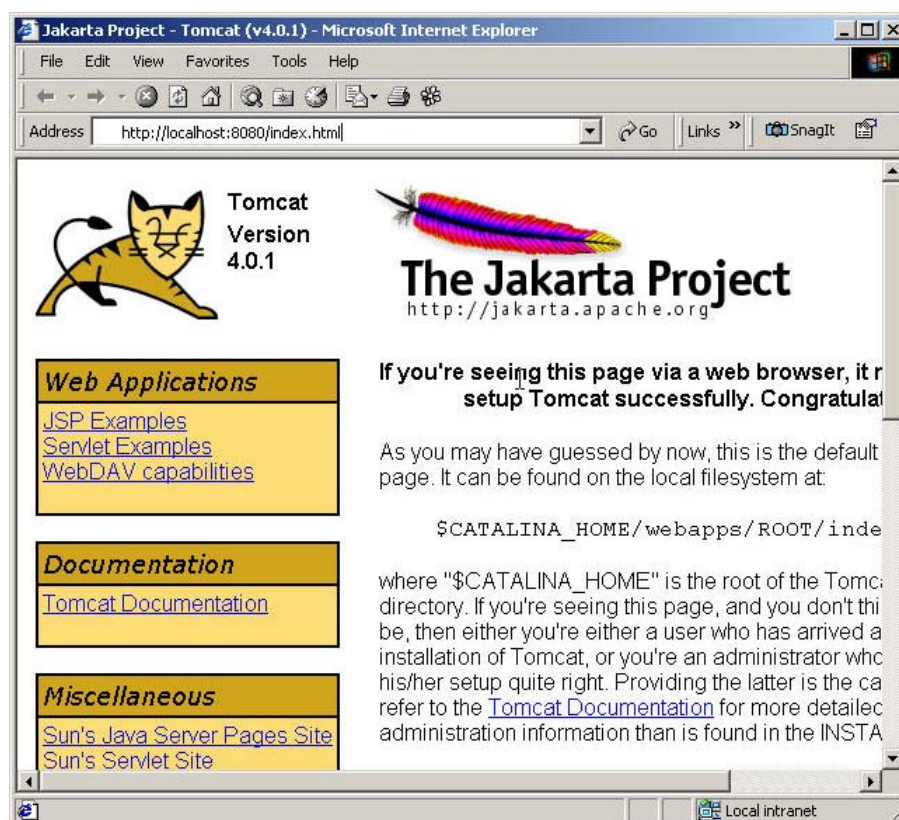 Jakarta Project - Tomcat (v4.0.1) - Microsoft Internet Explorer
File Edit View Favorites Tools Help
Address http://localhost:8080/index.html Go Links » SnagIt
Tomcat
Version
4.0.1
The Jakarta Project
http://jakarta.apache.org
Web Applications
JSP Examples
Servlet Examples
WebDAV capabilities
Documentation
Tomcat Documentation
Miscellaneous
Sun's Java Server Pages Site
Sun's Servlet Site
If you're seeing this page via a web browser, it
setup Tomcat successfully.
As you may have guessed by now, this is the default
page. It can be found on the local filesystem at:
$CATALINA_HOME/webapps/ROOT/
where "$CATALINA_HOME" is the root of the
directory. If you're seeing this page, and you don't
be, then either you're either a user who has arrived
installation of Tomcat, or you're an administrator
his/her setup quite right. Providing the latter is the
refer to the Tomcat Documentation for more
administration information than is found in the
Local intranet